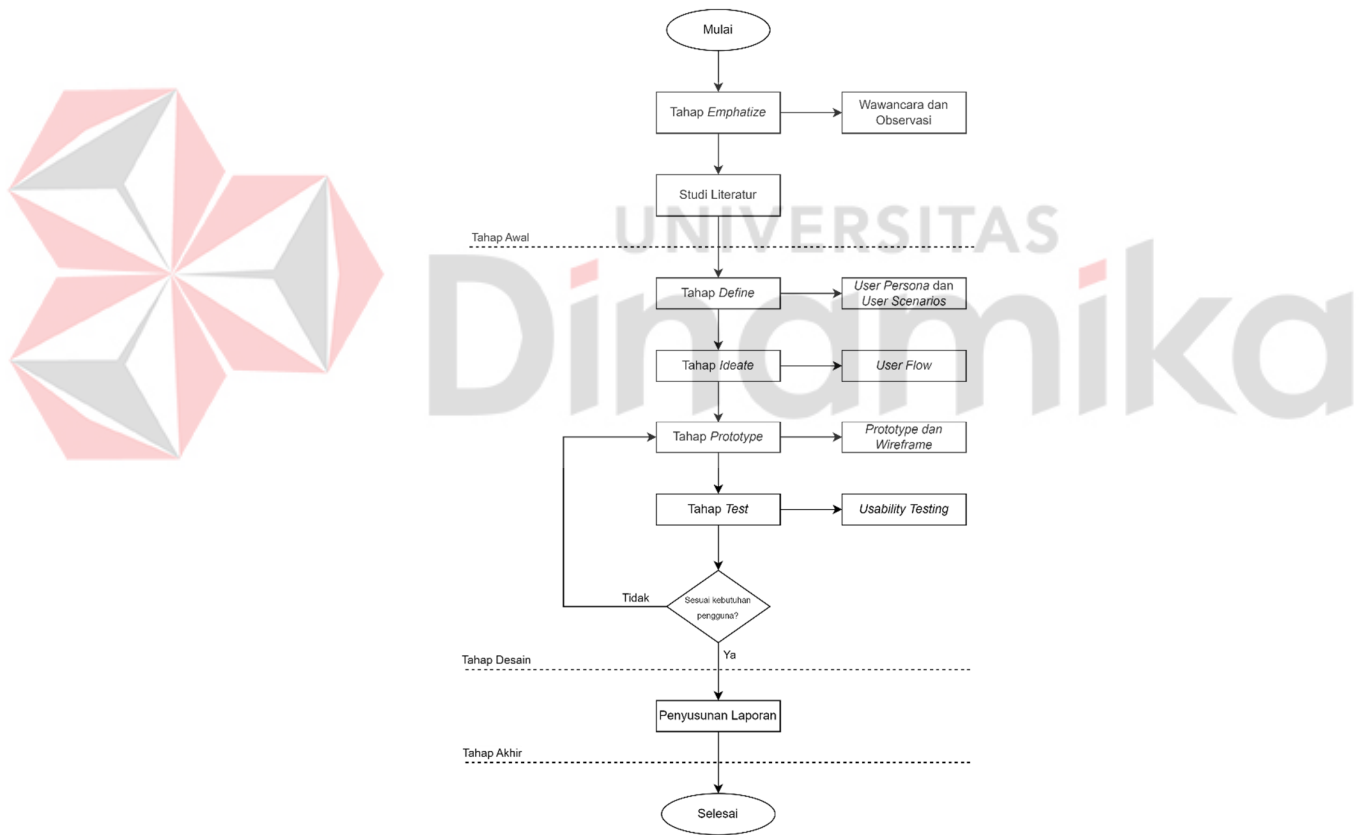 Mulai
Tahap Emphatize
Wawancara dan
Observasi
Studi Literatur
UNIVERSITAS
Tahap Awal
Dinamika
Tahap Define
User Persona dan
User Scenarios
Tahap Ideate
User Flow
Tahap Prototype
Prototype dan
Wireframe
Tahap Test
Usability Testing
Tidak
Sesuai kebutuhan
pengguna?
Ya
Tahap Desain
Penyusunan Laporan
Tahap Akhir
Selesai